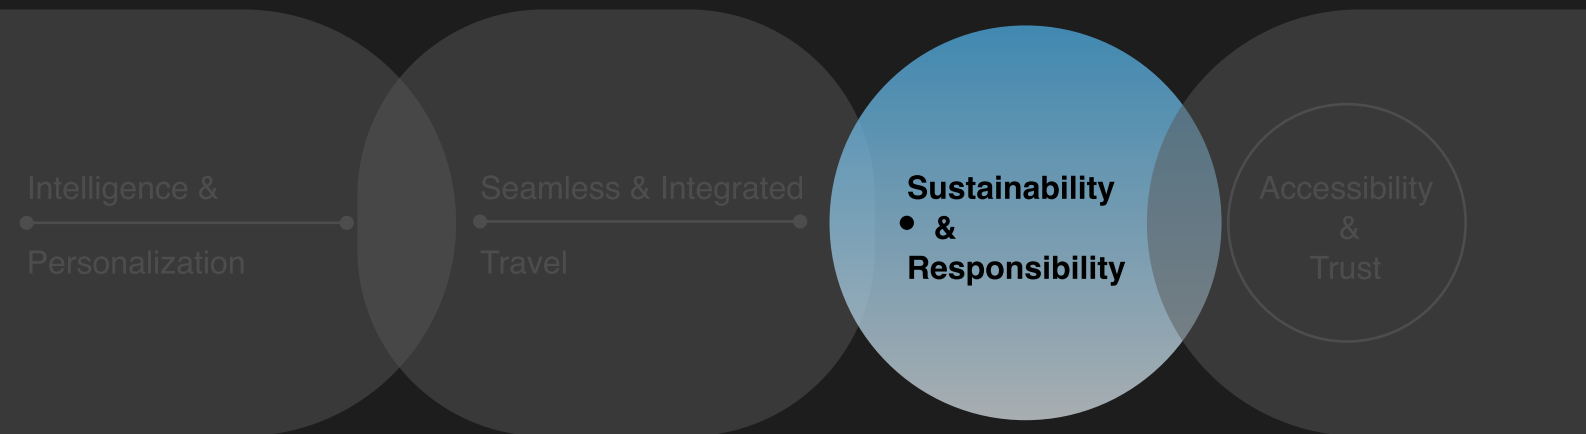 Intelligence &
Personalization
Seamless & Integrated
Travel
Sustainability
&
Responsibility
Accessibility
&
Trust